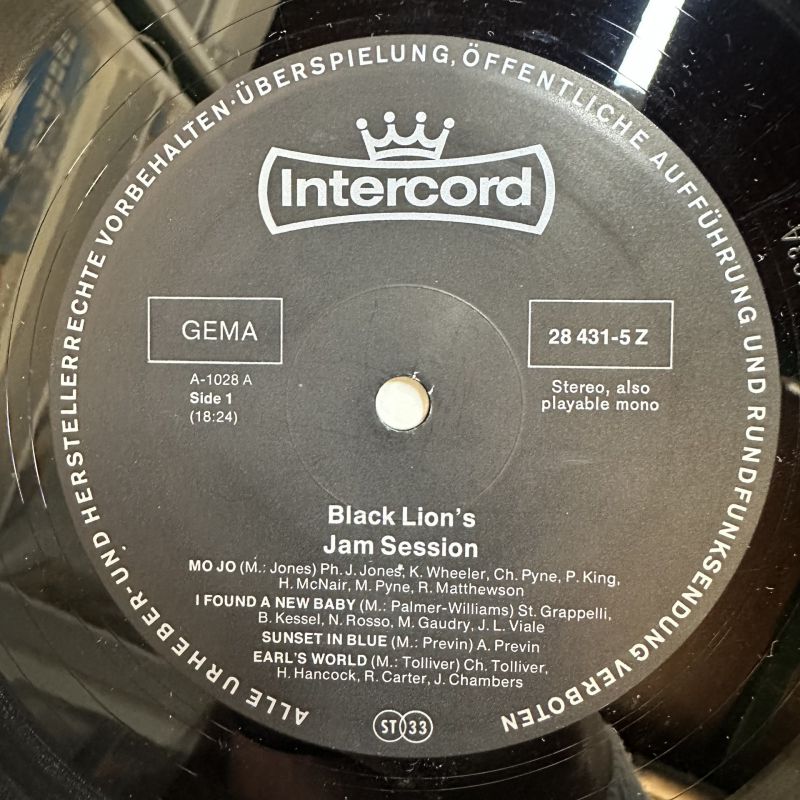 ALLE URHEBER- UND HERSTELLERRECHTE VORBEHALTEN · ÜBERSPIELUNG, ÖFFENTLICHE AUFFÜHRUNG UND RUNDFUNKSENDUNG VERBOTEN
Intercord
GEMA
28 431-5 Z
A-1028 A
Side 1
(18:24)
Stereo, also
playable mono
Black Lion's
Jam Session
MO JO (M.: Jones) Ph. J. Jones, K. Wheeler, Ch. Pyne, P. King,
H. McNair, M. Pyne, R. Matthewson
I FOUND A NEW BABY (M.: Palmer-Williams) St. Grappelli,
B. Kessel, N. Rosso, M. Gaudry, J. L. Viale
SUNSET IN BLUE (M.: Previn) A. Previn
EARL'S WORLD (M.: Tolliver) Ch. Tolliver,
H. Hancock, R. Carter, J. Chambers
ST 33